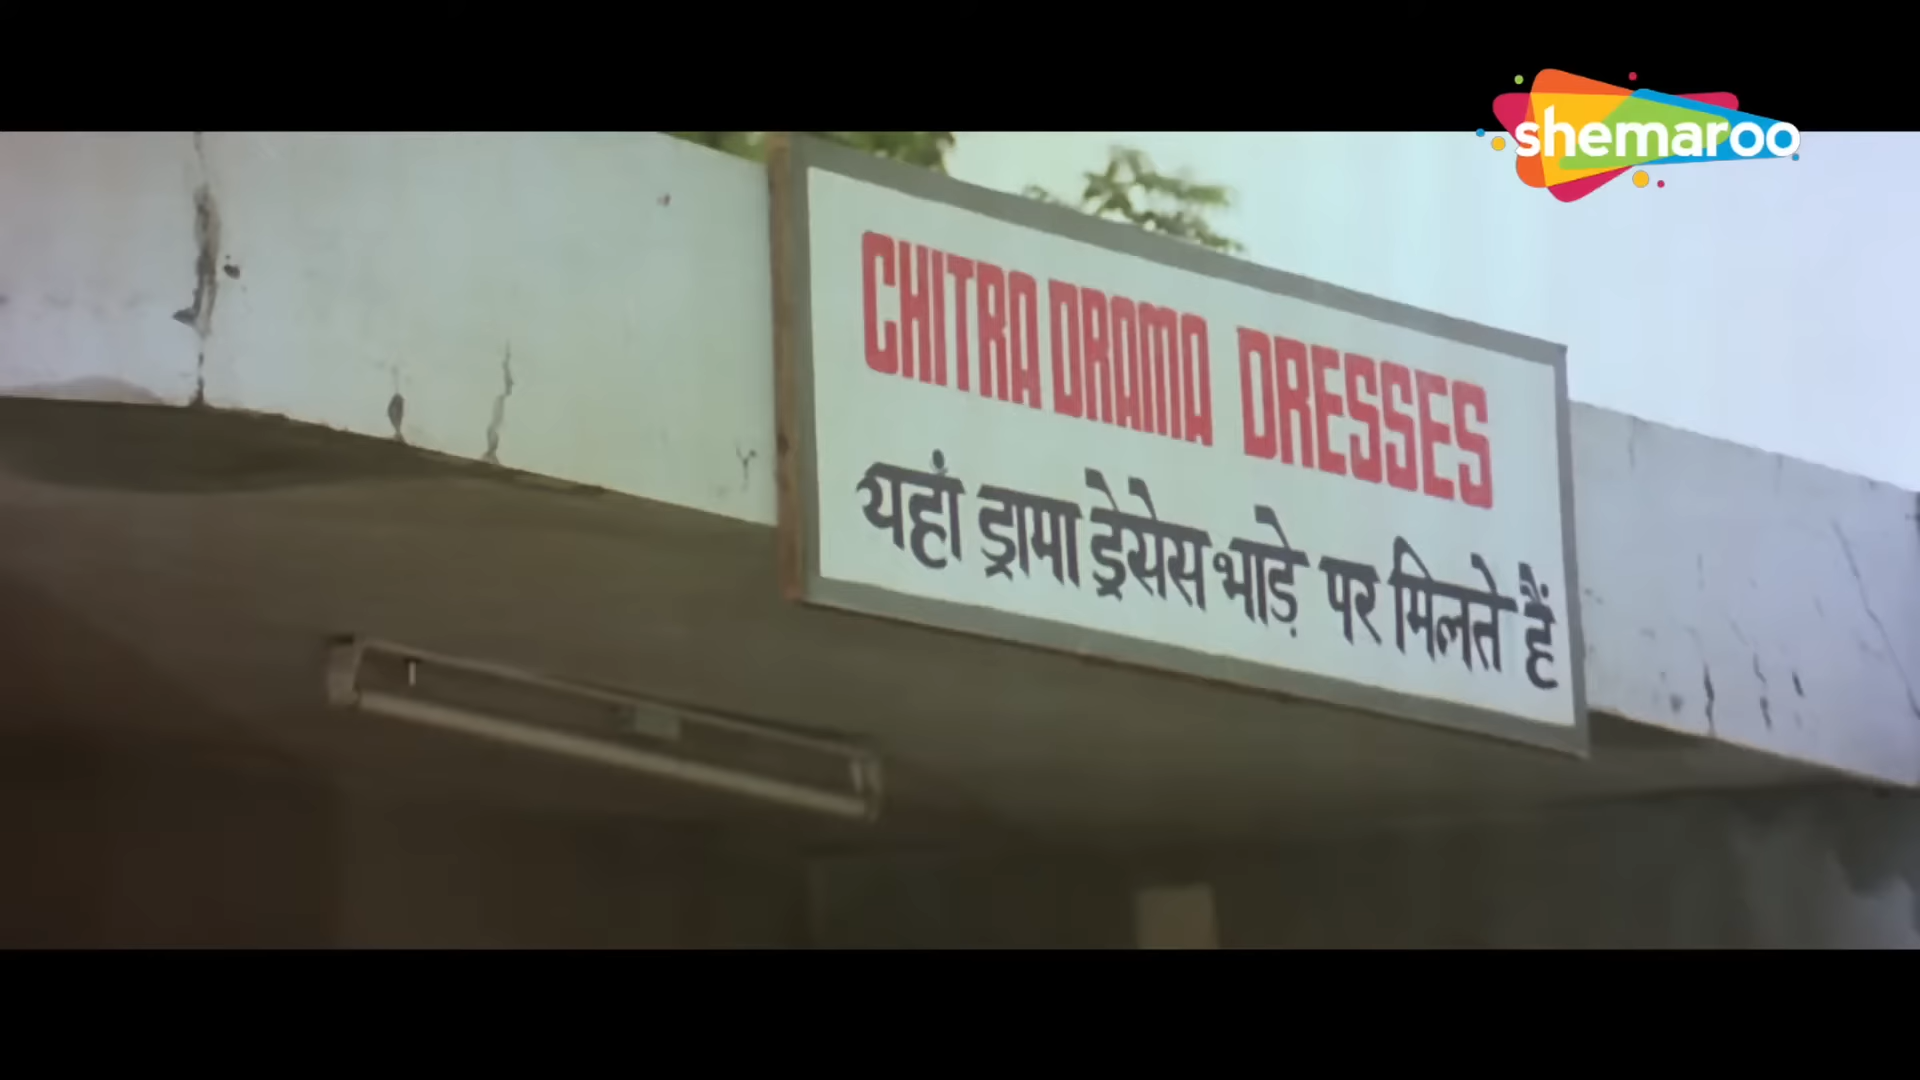 shemaroo
CHITRA DRAMA DRESSES
यहां ड्रामा ड्रेसेस भाड़े पर मिलते हैं